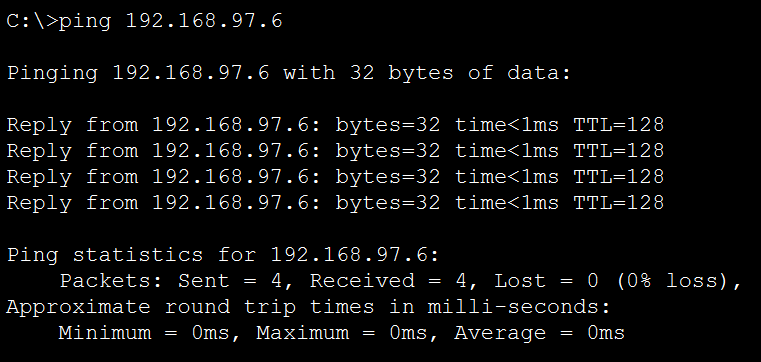 C:\>ping 192.168.97.6
Pinging 192.168.97.6 with 32 bytes of data:
Reply from 192.168.97.6: bytes=32 time<1ms TTL=128
Reply from 192.168.97.6: bytes=32 time<1ms TTL=128
Reply from 192.168.97.6: bytes=32 time<1ms TTL=128
Reply from 192.168.97.6: bytes=32 time<1ms TTL=128
Ping statistics for 192.168.97.6:
    Packets: Sent = 4, Received = 4, Lost = 0 (0% loss),
Approximate round trip times in milli-seconds:
    Minimum = 0ms, Maximum = 0ms, Average = 0ms